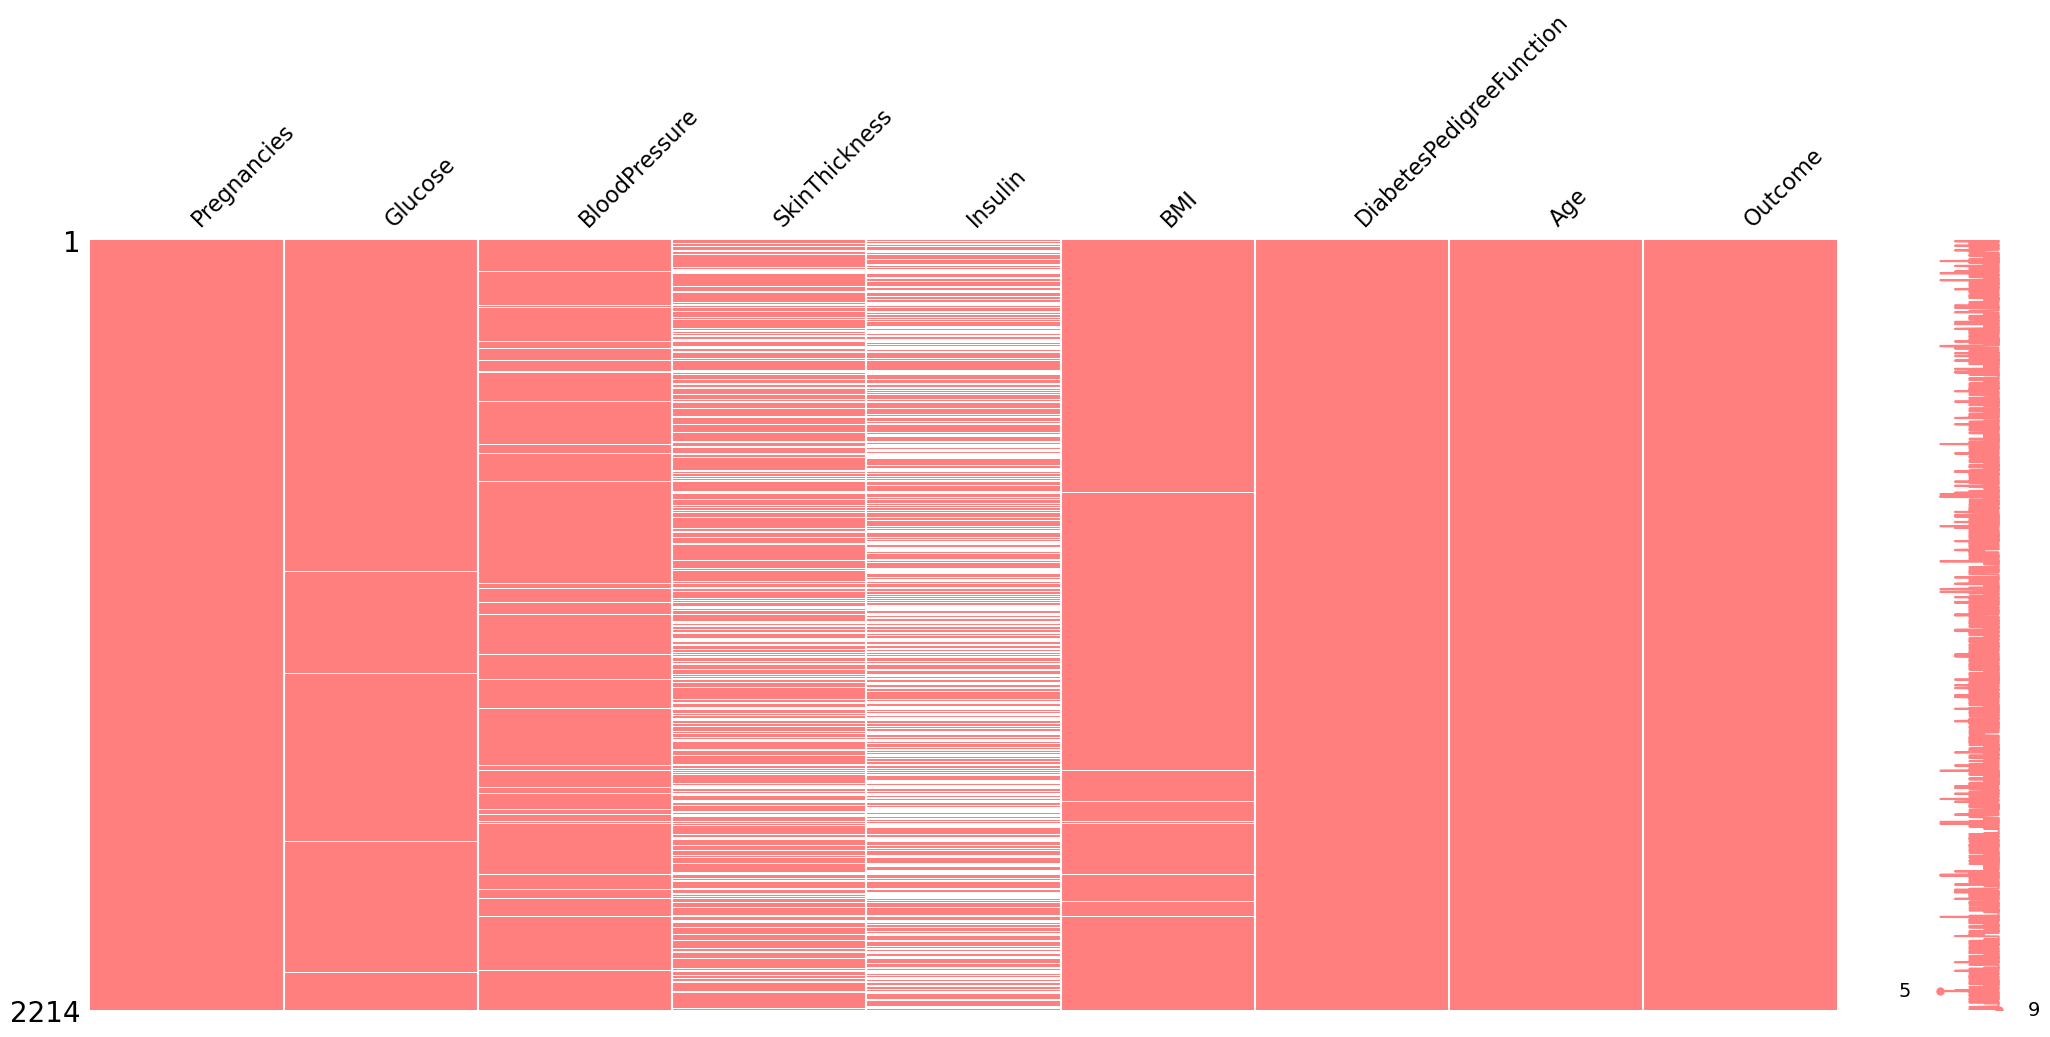 Pregnancies
Glucose
BloodPressure
SkinThickness
Insulin
BMI
DiabetesPedigreeFunction
Age
Outcome
1
2214
5
9